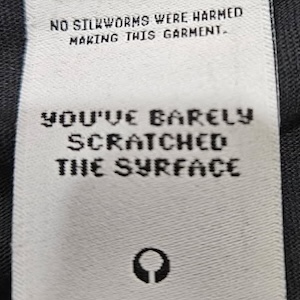 NO SILKWORMS WERE HARMED
MAKING THIS GARMENT.
YOU'VE BARELY
SCRATCHED
THE SURFACE